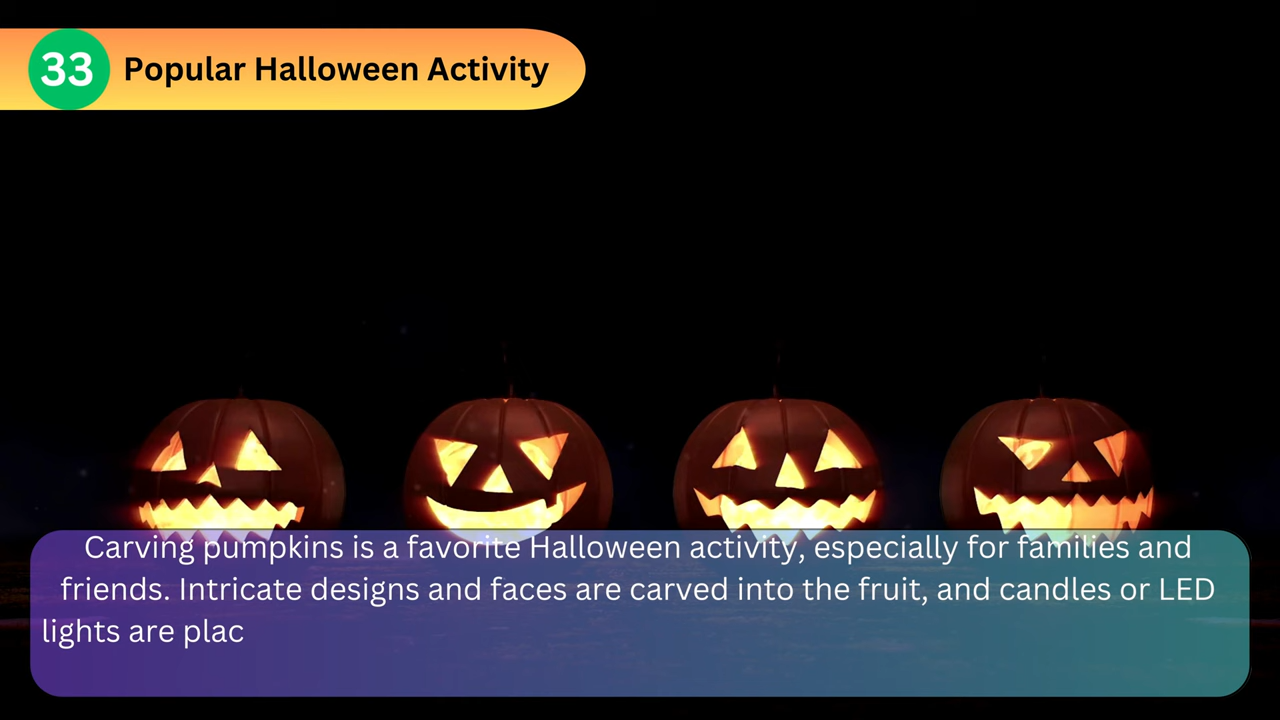 33 Popular Halloween Activity
Carving pumpkins is a favorite Halloween activity, especially for families and
friends. Intricate designs and faces are carved into the fruit, and candles or LED
lights are plac